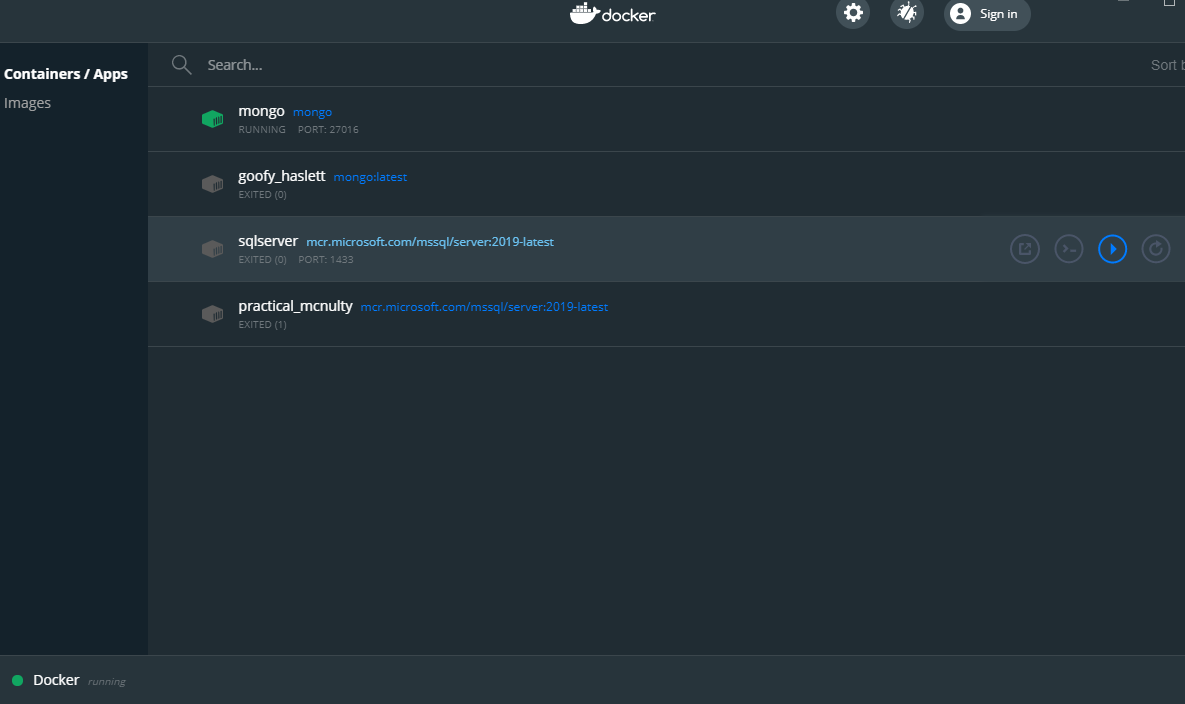 docker
Sign in
Containers / Apps
Images
Search...
Sort
mongo mongo
RUNNING PORT: 27016
goofy_haslett mongo:latest
EXITED (0)
sqlserver mcr.microsoft.com/mssql/server:2019-latest
EXITED (0) PORT: 1433
practical_mcnulty mcr.microsoft.com/mssql/server:2019-latest
EXITED (1)
Docker running